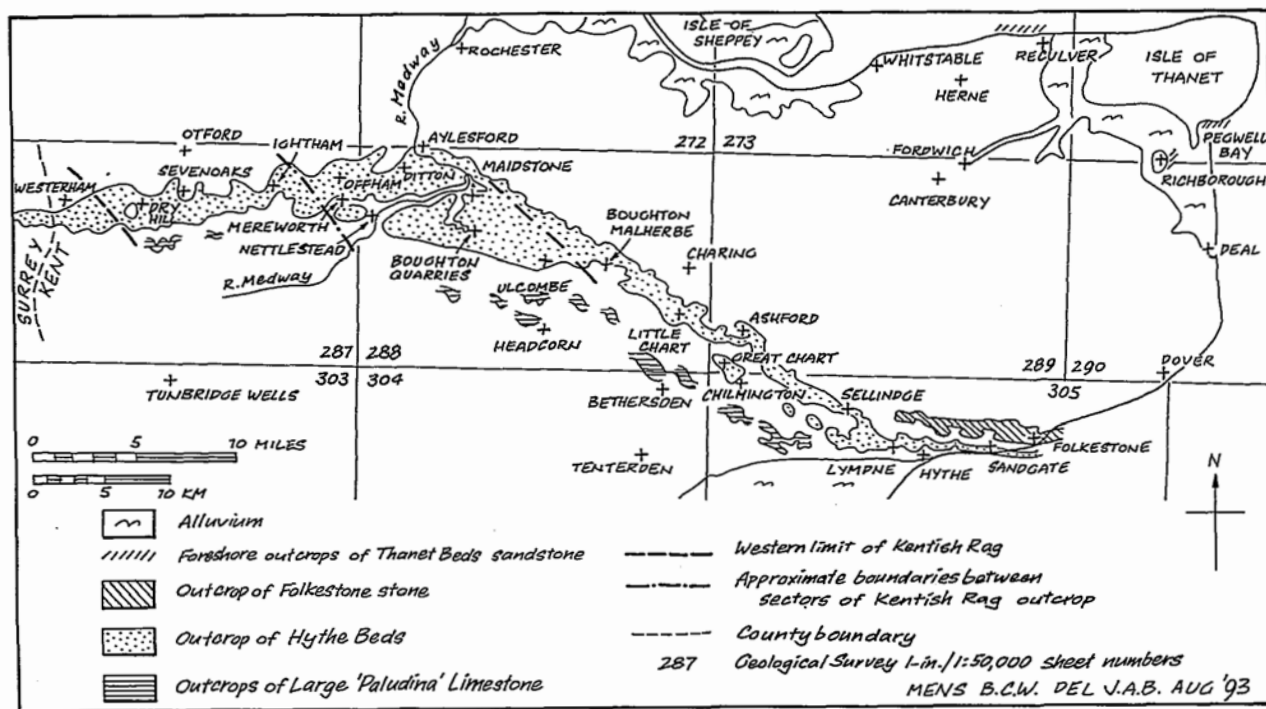 ISLE-OF
SHEPPEY
ROCHESTER
R. Medway
WHITSTABLE
HERNE
RECULVER
ISLE OF
THANET
PEGWELL
BAY
RICHBOROUGH
DEAL
FORDWICH
CANTERBURY
272 273
OTFORD
IGHTHAM
AYLESFORD
SEVENOAKS
WESTERHAM
DRY
HILL
OFFHAM
DITTON
MAIDSTONE
MEREWORTH
NETTLESTEAD
R. Medway
BOUGHTON
QUARRIES
BOUGHTON
MALHERBE
CHARING
ULCOMBE
HEADCORN
LITTLE
CHART
ASHFORD
GREAT CHART
SURREY
KENT
287 288
303 304
289 290
305
DOVER
TUNBRIDGE WELLS
BETHERSDEN
CHILMINGTON
SELLINDGE
FOLKESTONE
TENTERDEN
LYMPNE
HYTHE
SANDGATE
0 5 10 MILES
0 5 10 KM
N
Alluvium
Foreshore outcrops of Thanet Beds sandstone
Outcrop of Folkestone stone
Outcrop of Hythe Beds
Outcrops of Large 'Paludina' Limestone
Western limit of Kentish Rag
Approximate boundaries between
sectors of Kentish Rag outcrop
County boundary
287 Geological Survey 1-in./1:50,000 sheet numbers
MENS B.C.W. DEL J.A.B. AUG '93